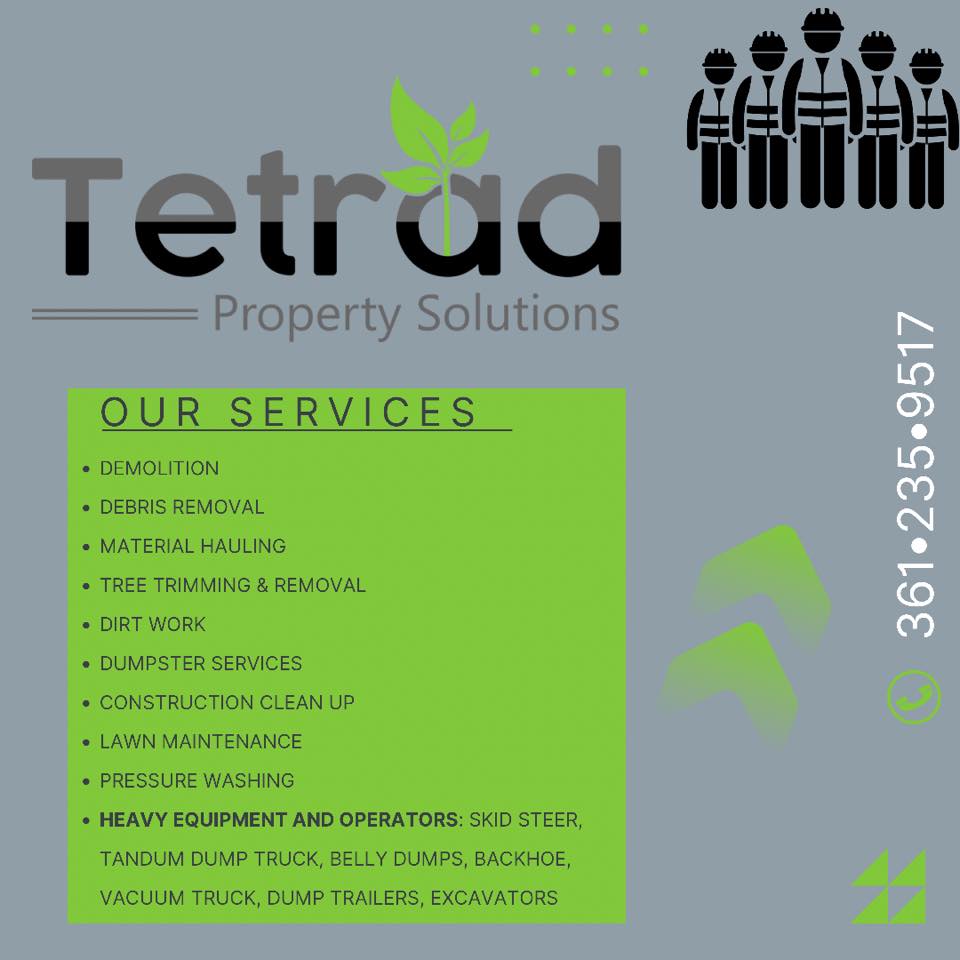 Tetrad
Property Solutions
OUR SERVICES
• DEMOLITION
• DEBRIS REMOVAL
• MATERIAL HAULING
• TREE TRIMMING & REMOVAL
• DIRT WORK
• DUMPSTER SERVICES
• CONSTRUCTION CLEAN UP
• LAWN MAINTENANCE
• PRESSURE WASHING
• HEAVY EQUIPMENT AND OPERATORS: SKID STEER,
TANDUM DUMP TRUCK, BELLY DUMPS, BACKHOE,
VACUUM TRUCK, DUMP TRAILERS, EXCAVATORS
361•235•9517